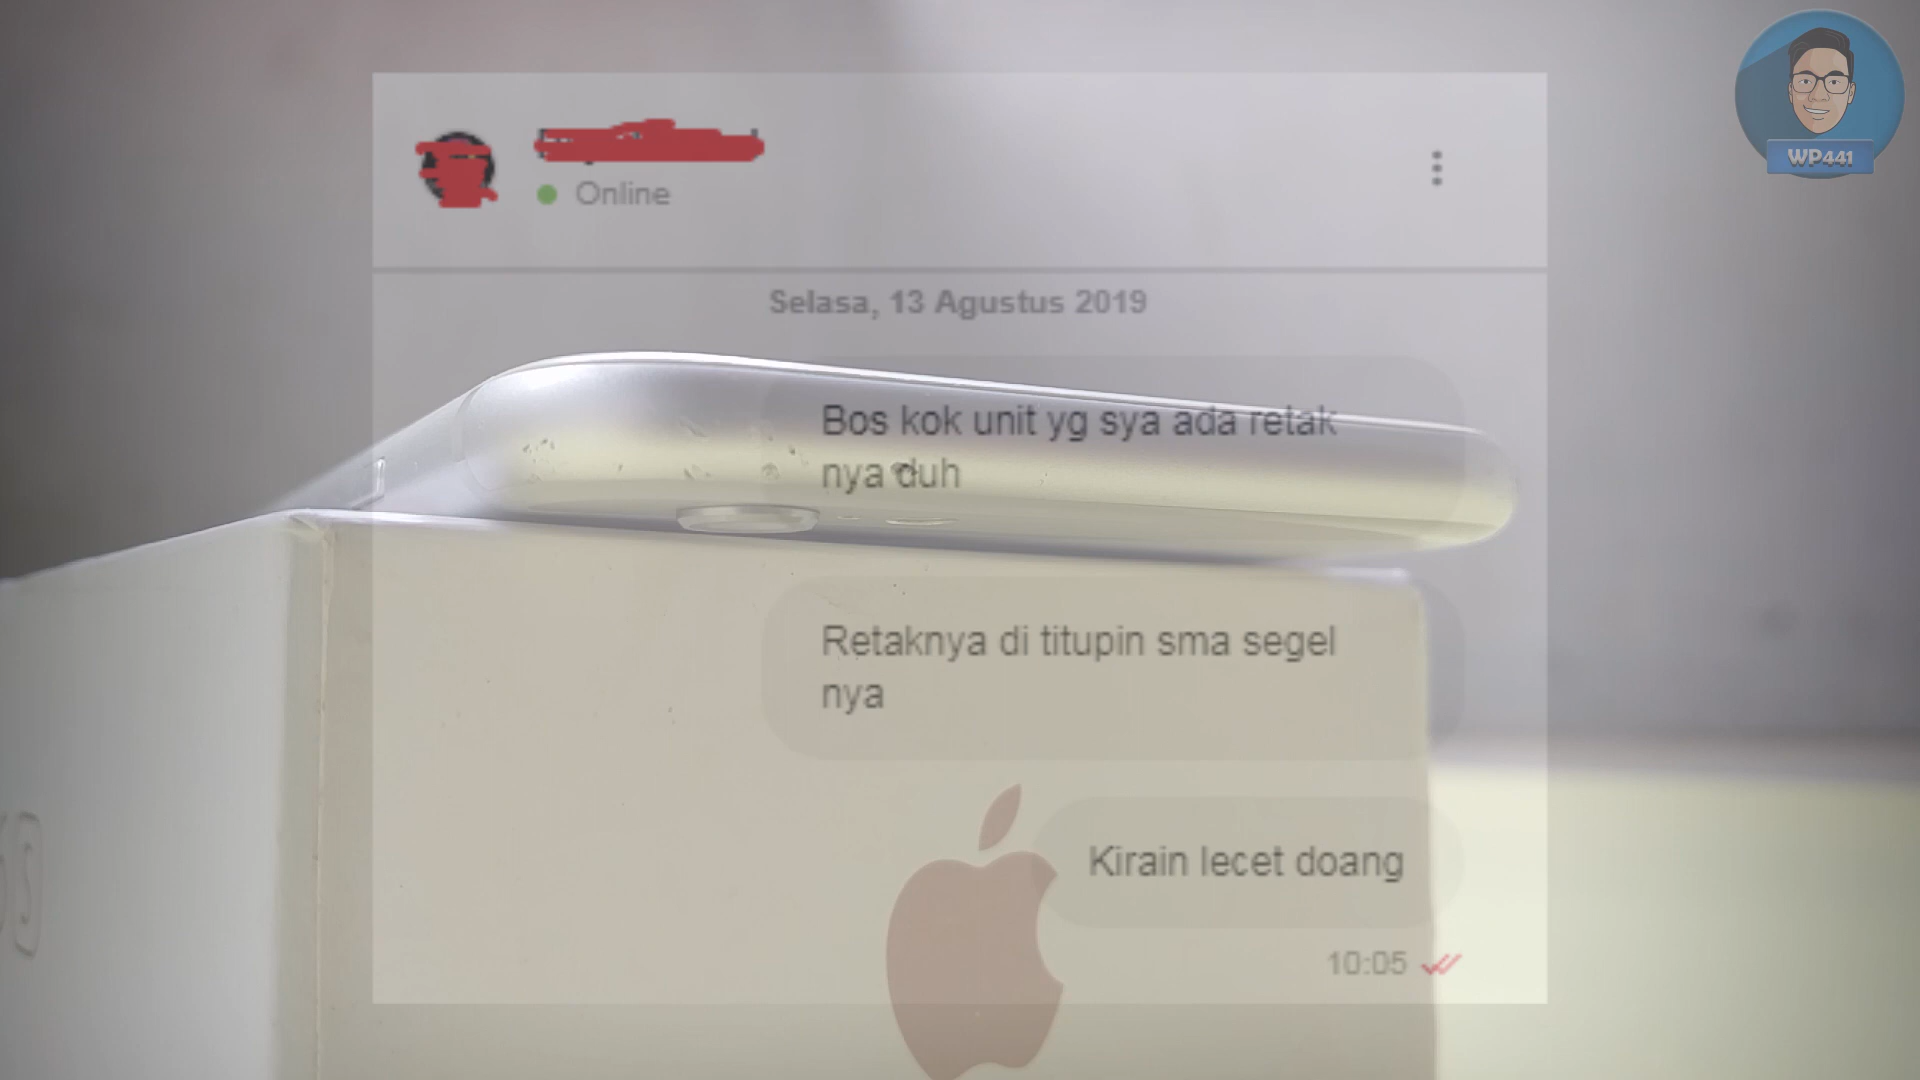 WP441
Online
Selasa, 13 Agustus 2019
Bos kok unit yg sya ada retak
nya duh
Retaknya di titupin sma segel
nya
Kirain lecet doang
10:05